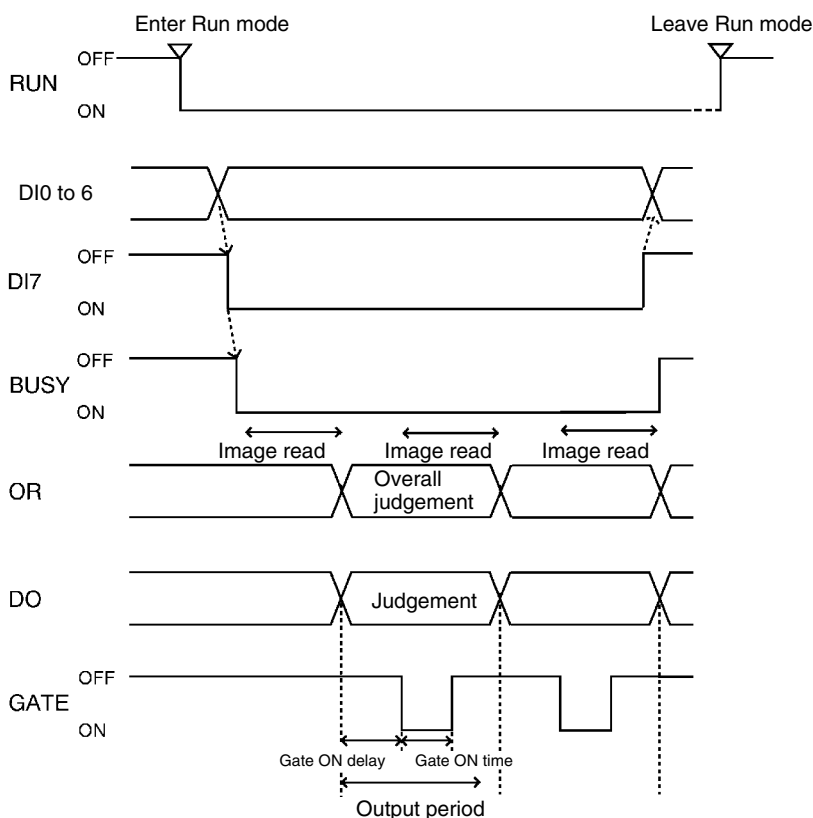 Enter Run mode
Leave Run mode
OFF
RUN
ON
DI0 to 6
OFF
DI7
ON
OFF
BUSY
ON
Image read
Image read
Image read
OR
Overall
judgement
DO
Judgement
OFF
GATE
ON
Gate ON delay
Gate ON time
Output period